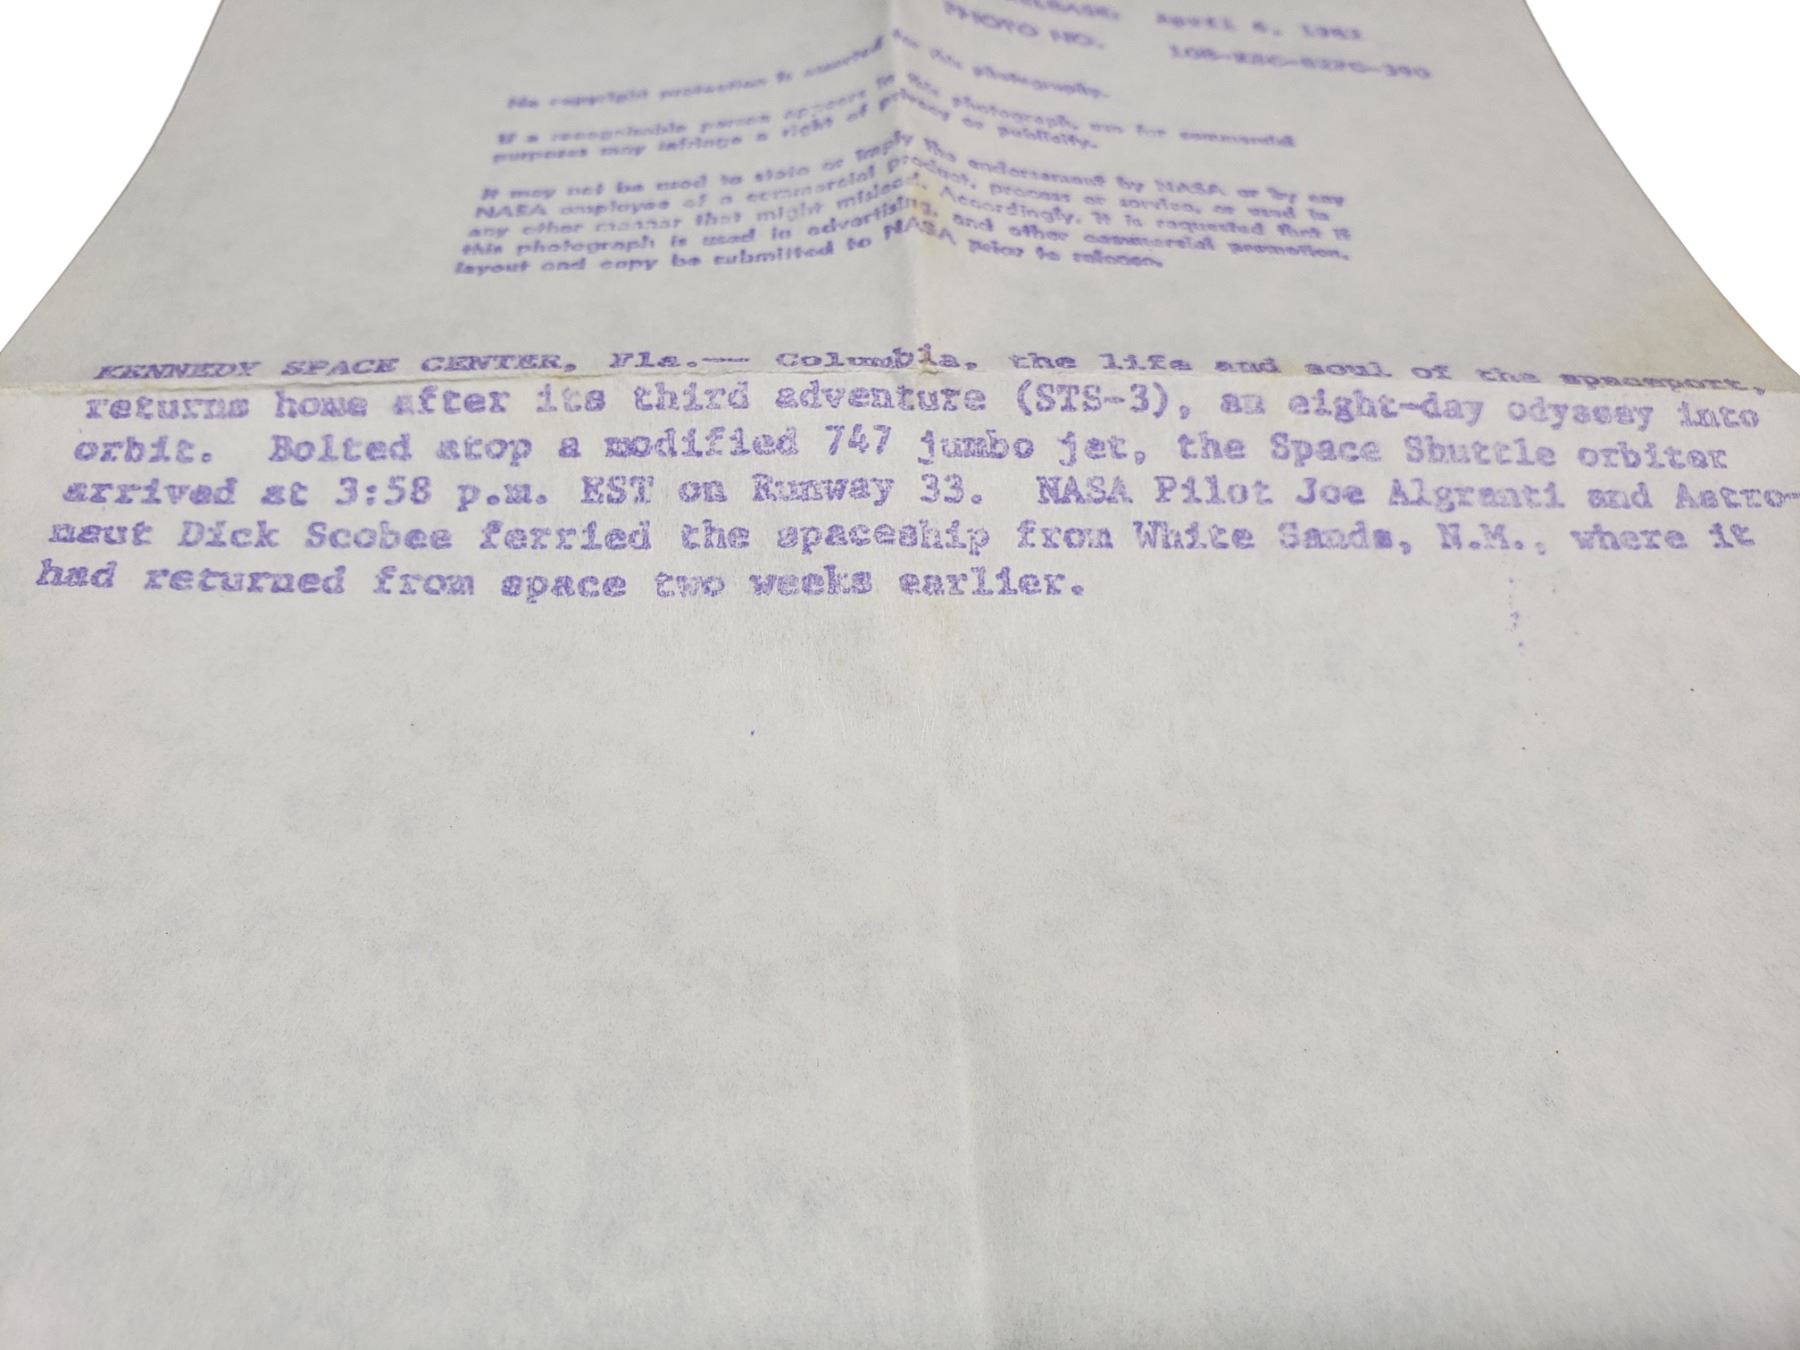 RELEASE: April 6, 1982
PHOTO NO. 108-KSC-82PC-390
No copyright protection is asserted for this photography.
If a recognizable person appears in this photograph, use for commercial
purposes may infringe a right of privacy or publicity.
It may not be used to state or imply the endorsement by NASA or by any
NASA employee of a commercial product, process or service, or used in
any other manner that might mislead. Accordingly, it is requested that if
this photograph is used in advertising, and other commercial promotion,
layout and copy be submitted to NASA prior to release.
KENNEDY SPACE CENTER, Fla.-- Columbia, the life and soul of the spaceport,
returns home after its third adventure (STS-3), an eight-day odyssey into
orbit. Bolted atop a modified 747 jumbo jet, the Space Shuttle orbiter
arrived at 3:58 p.m. EST on Runway 33. NASA Pilot Joe Algranti and Astro-
naut Dick Scobee ferried the spaceship from White Sands, N.M., where it
had returned from space two weeks earlier.